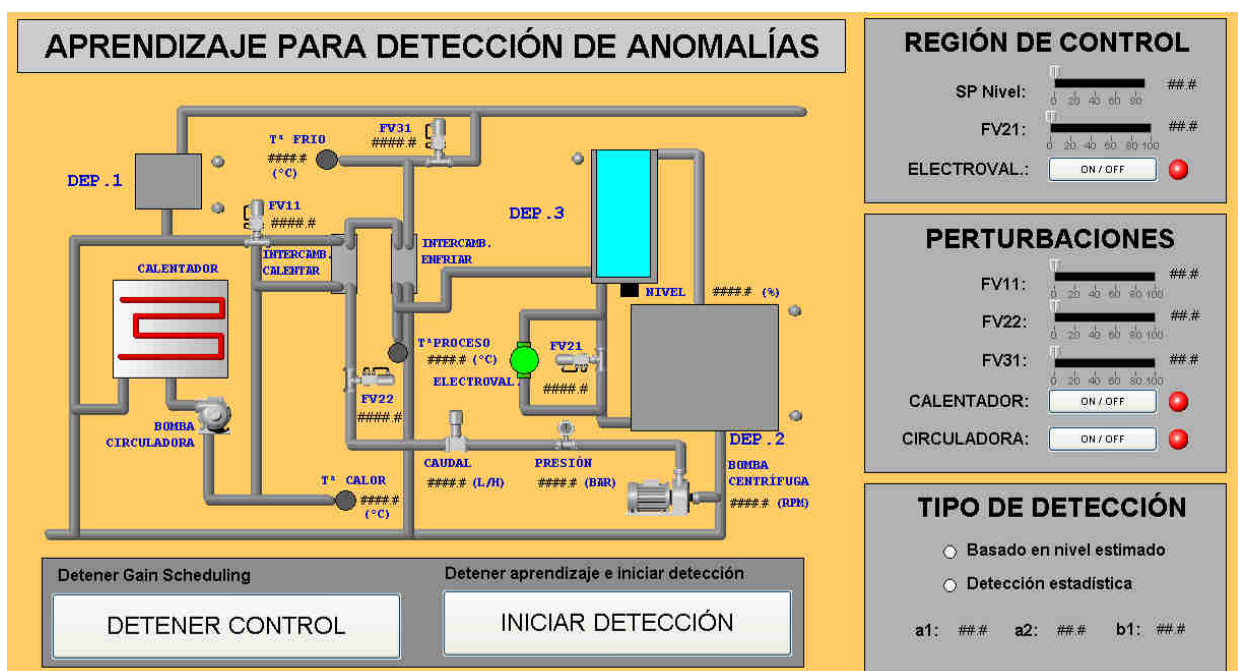 APRENDIZAJE PARA DETECCIÓN DE ANOMALÍAS
FV31
####.#
Tª FRIO
####.#
(°C)
DEP.1
FV11
####.#
DEP.3
INTERCAMB.
CALENTAR
INTERCAMB.
ENFRIAR
CALENTADOR
NIVEL ####.# (%)
TªPROCESO
####.# (°C)
FV21
####.#
ELECTROVAL.
FV22
####.#
BOMBA
CIRCULADORA
DEP.2
CAUDAL
####.# (L/H)
PRESIÓN
####.# (BAR)
BOMBA
CENTRÍFUGA
####.# (RPM)
Tª CALOR
####.#
(°C)
Detener Gain Scheduling
DETENER CONTROL
Detener aprendizaje e iniciar detección
INICIAR DETECCIÓN
REGIÓN DE CONTROL
SP Nivel: ##.#
0 20 40 60 80
FV21: ##.#
0 20 40 60 80 100
ELECTROVAL.: ON / OFF
PERTURBACIONES
FV11: ##.#
0 20 40 60 80 100
FV22: ##.#
0 20 40 60 80 100
FV31: ##.#
0 20 40 60 80 100
CALENTADOR: ON / OFF
CIRCULADORA: ON / OFF
TIPO DE DETECCIÓN
Basado en nivel estimado
Detección estadística
a1: ##.# a2: ##.# b1: ##.#